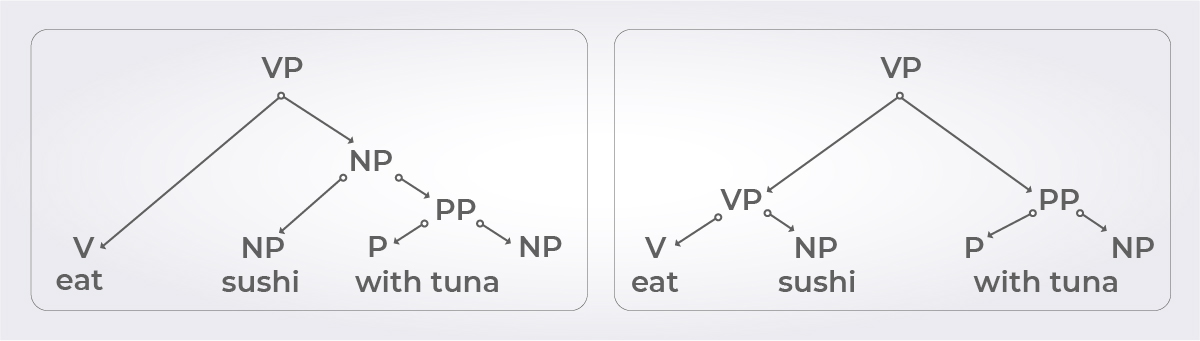 VP
NP
PP
V NP P NP
eat sushi with tuna
VP
VP PP
V NP P NP
eat sushi with tuna